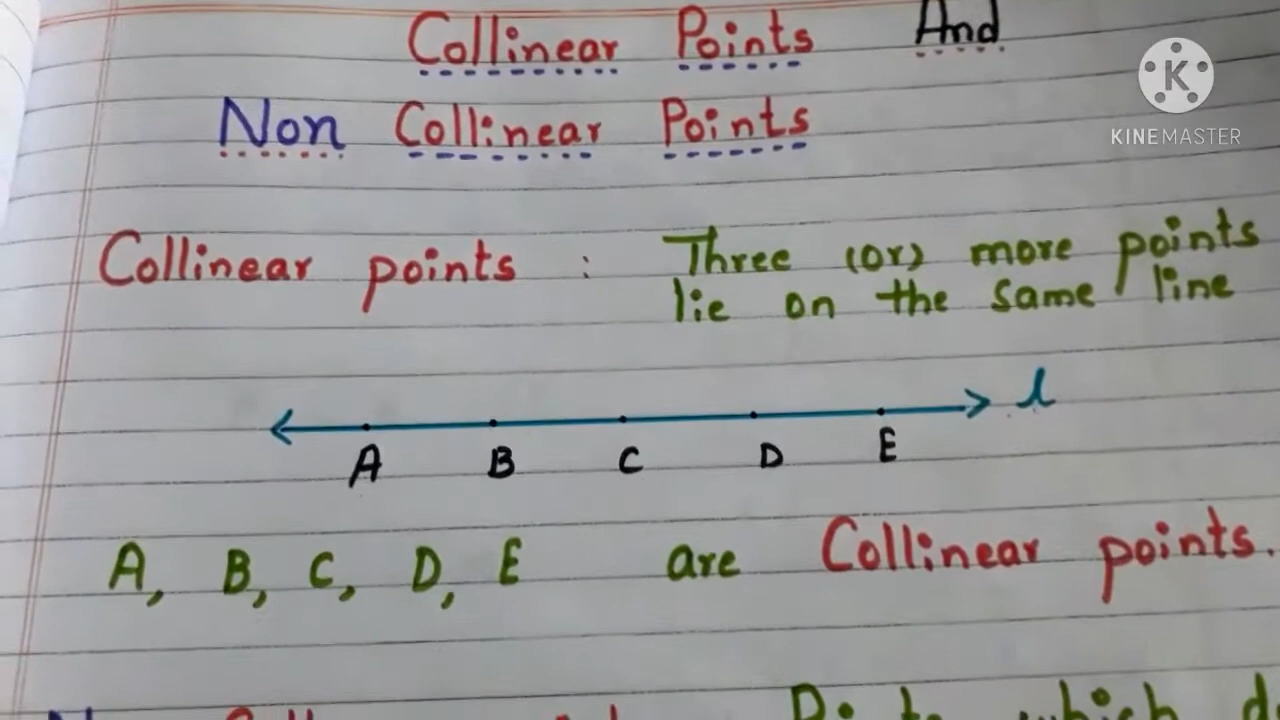 Collinear Points And
Non Collinear Points
Collinear points : Three (or) more points
lie on the same line
l
A B C D E
A, B, C, D, E are Collinear points.
which
K
KINEMASTER